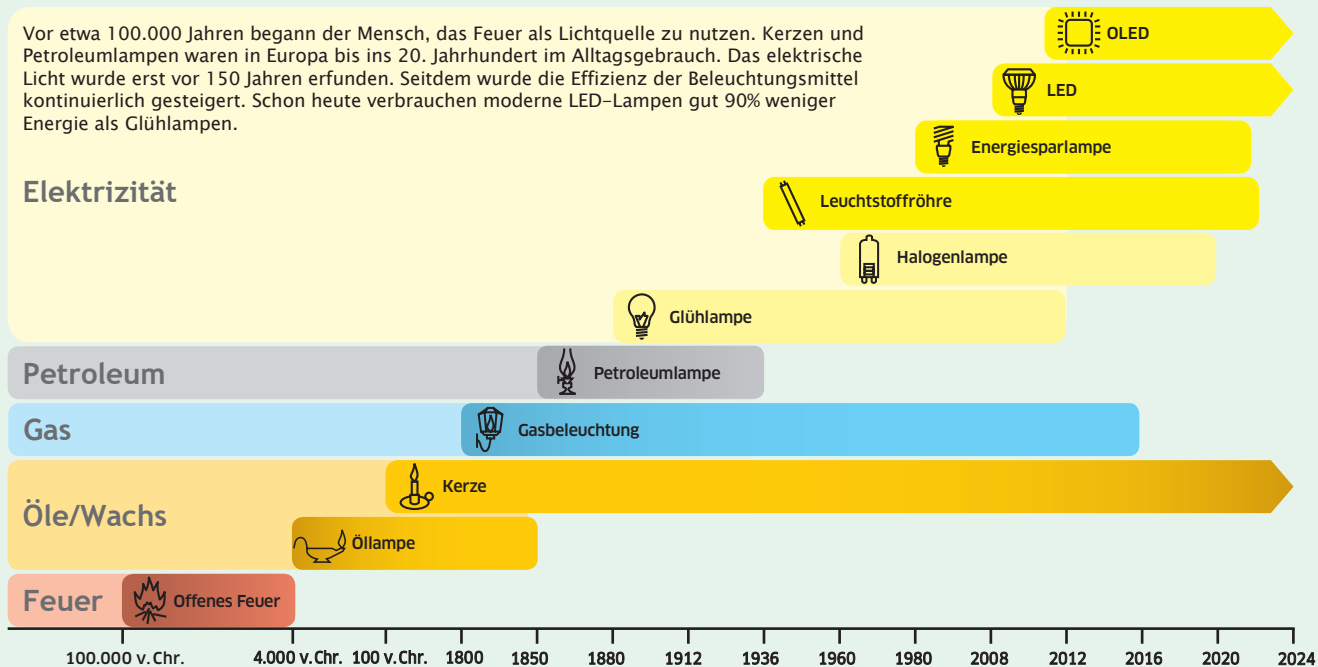 Vor etwa 100.000 Jahren begann der Mensch, das Feuer als Lichtquelle zu nutzen. Kerzen und
Petroleumlampen waren in Europa bis ins 20. Jahrhundert im Alltagsgebrauch. Das elektrische
Licht wurde erst vor 150 Jahren erfunden. Seitdem wurde die Effizienz der Beleuchtungsmittel
kontinuierlich gesteigert. Schon heute verbrauchen moderne LED-Lampen gut 90% weniger
Energie als Glühlampen.
OLED
LED
Energiesparlampe
Elektrizität
Leuchtstoffröhre
Halogenlampe
Glühlampe
Petroleum
Petroleumlampe
Gas
Gasbeleuchtung
Kerze
Öle/Wachs
Öllampe
Feuer
Offenes Feuer
100.000 v. Chr. 4.000 v. Chr. 100 v. Chr. 1800 1850 1880 1912 1936 1960 1980 2008 2012 2016 2020 2024